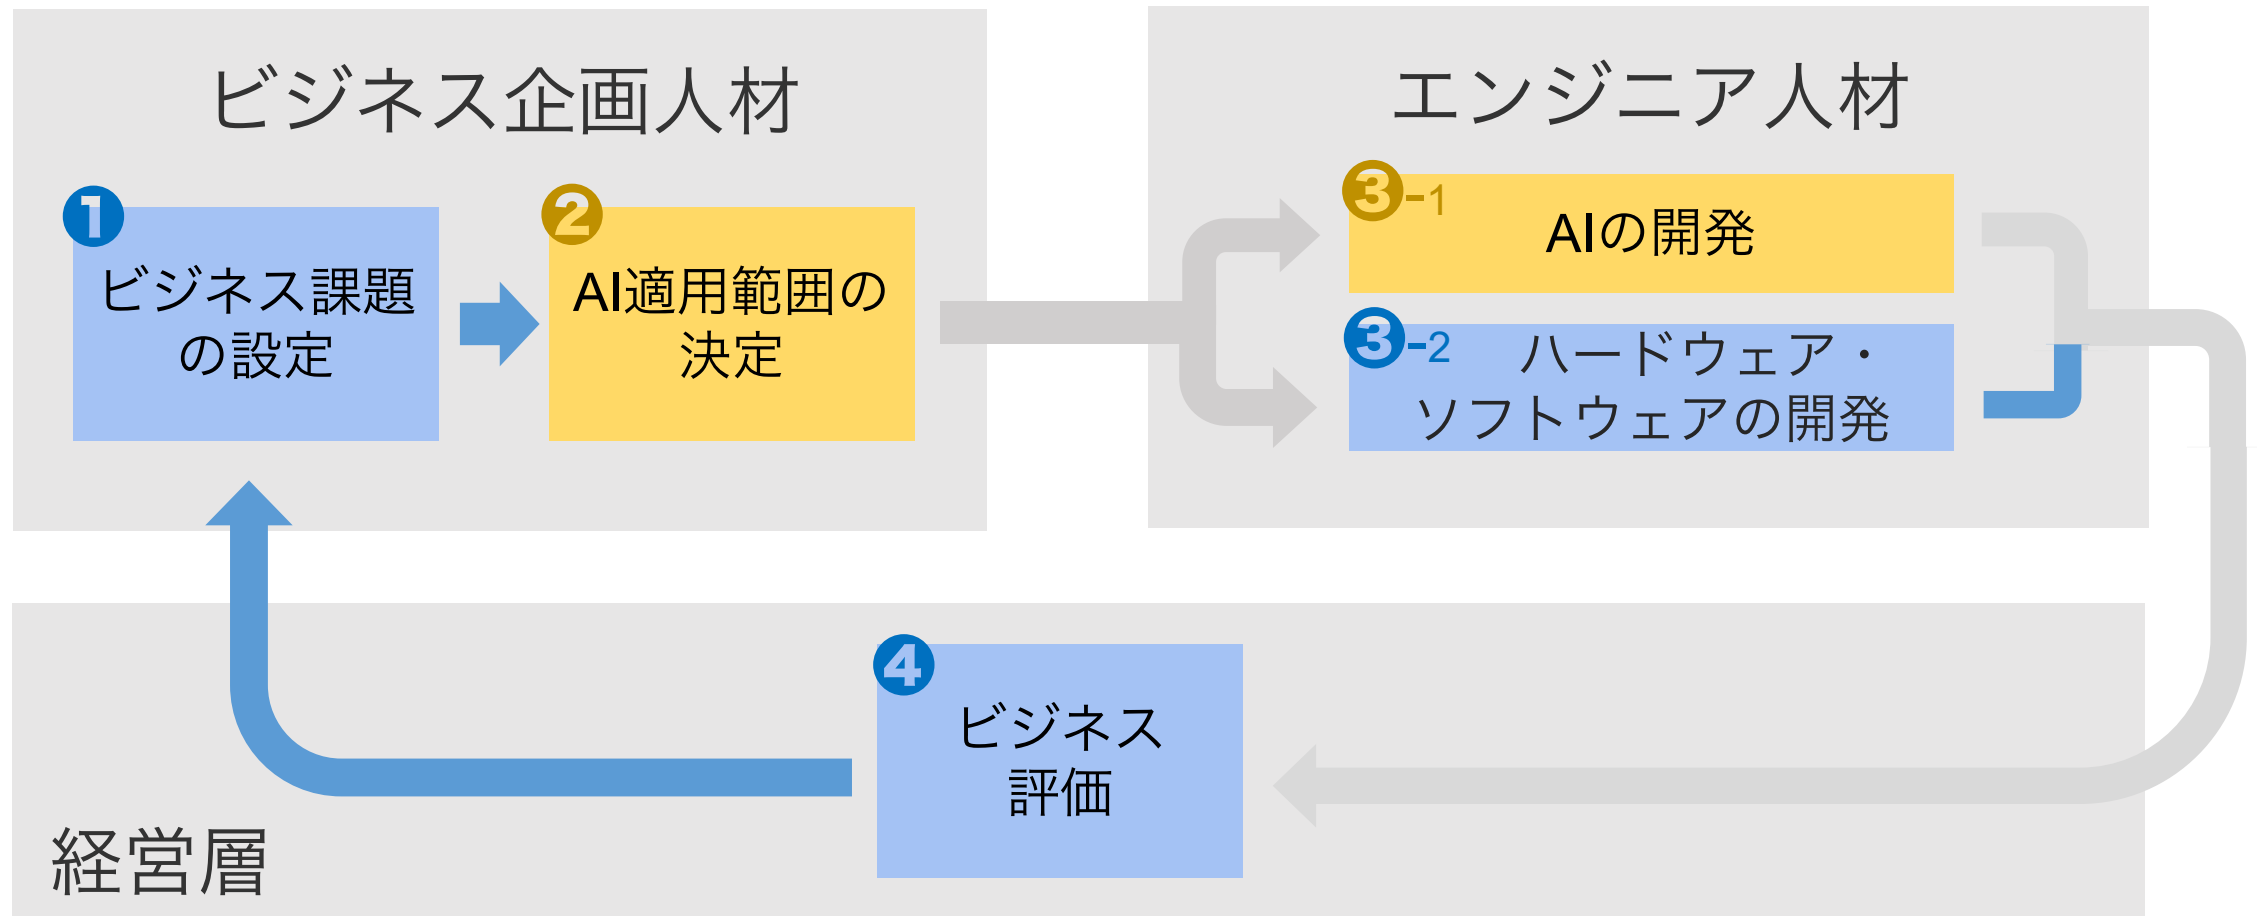 ビジネス企画人材
1
ビジネス課題
の設定
2
AI適用範囲の
決定
エンジニア人材
3-1
AIの開発
3-2
ハードウェア・
ソフトウェアの開発
4
ビジネス
評価
経営層